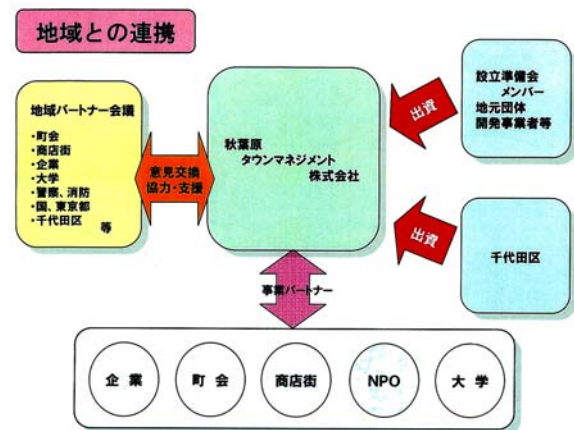 地域との連携
地域パートナー会議
・町会
・商店街
・企業
・大学
・警察、消防
・国、東京都
・千代田区 等
意見交換
協力・支援
秋葉原
タウンマネジメント
株式会社
出資
設立準備会
メンバー
地元団体
開発事業者等
出資
千代田区
事業パートナー
企業
町会
商店街
NPO
大学